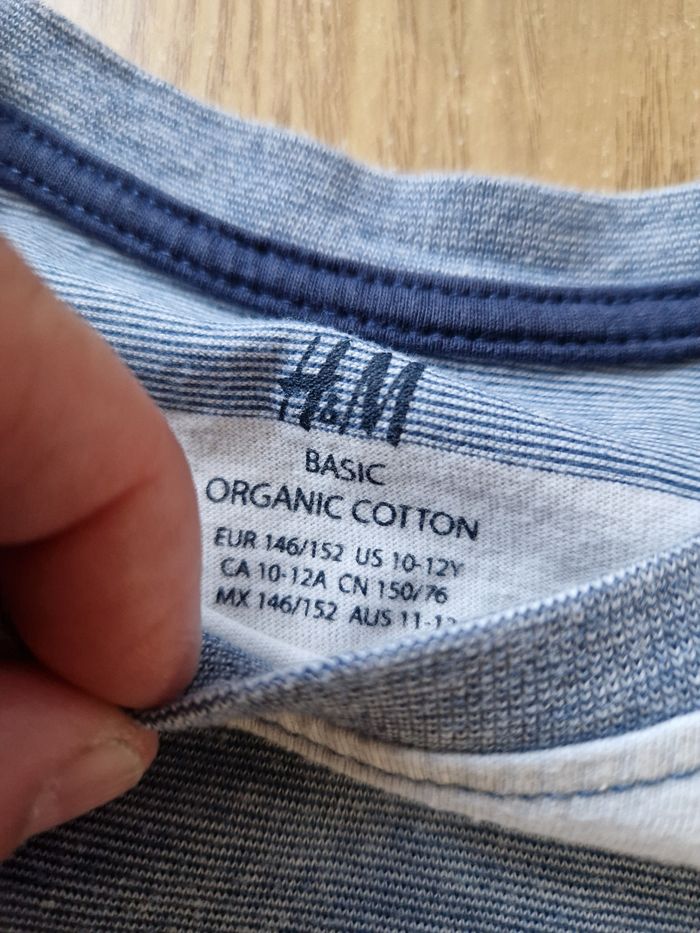 H&M
BASIC
ORGANIC COTTON
EUR 146/152 US 10-12Y
CA 10-12A CN 150/76
MX 146/152 AUS